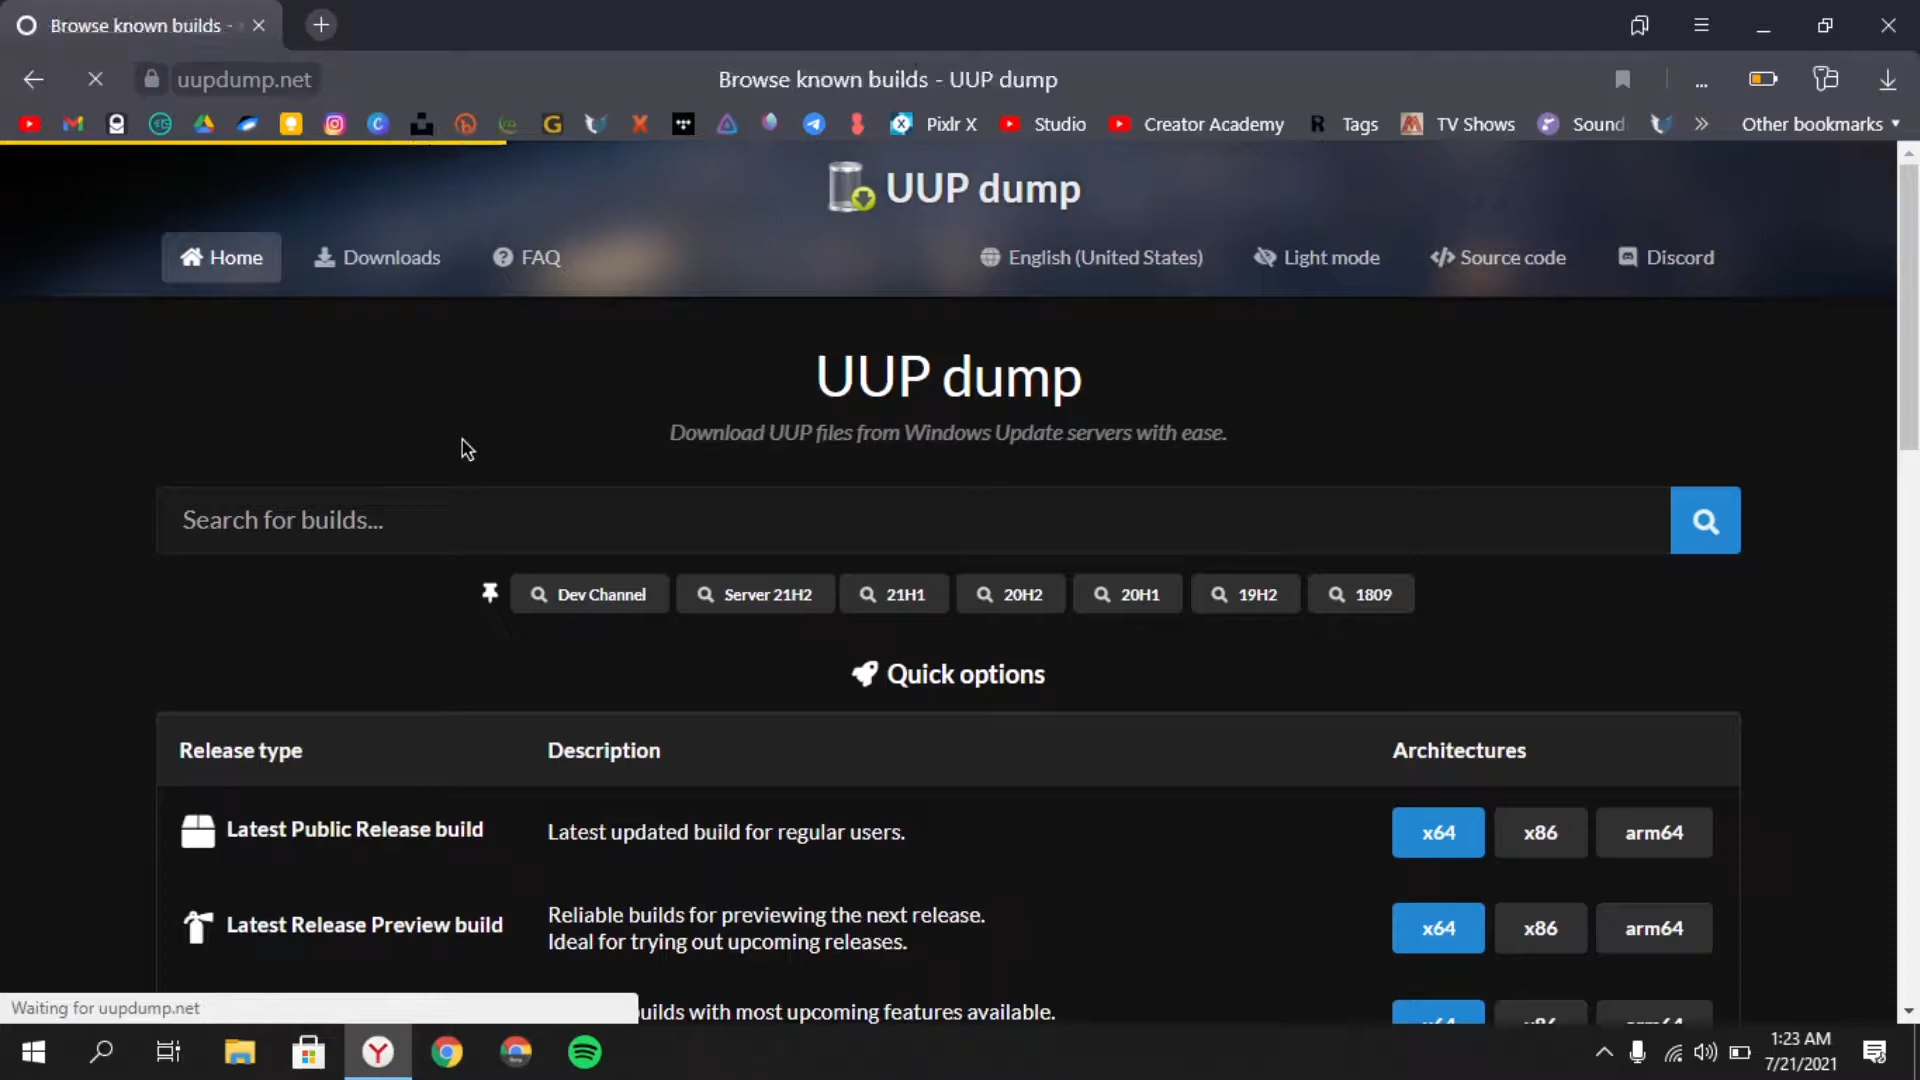 Browse known builds -
uupdump.net
Browse known builds - UUP dump
Pixlr X
Studio
Creator Academy
Tags
TV Shows
Sound
Other bookmarks
UUP dump
Home
Downloads
FAQ
English (United States)
Light mode
Source code
Discord
UUP dump
Download UUP files from Windows Update servers with ease.
Search for builds...
Dev Channel
Server 21H2
21H1
20H2
20H1
19H2
1809
Quick options
Release type
Description
Architectures
Latest Public Release build
Latest updated build for regular users.
x64
x86
arm64
Latest Release Preview build
Reliable builds for previewing the next release.
Ideal for trying out upcoming releases.
x64
x86
arm64
Waiting for uupdump.net
uilds with most upcoming features available.
x64
x86
arm64
1:23 AM
7/21/2021